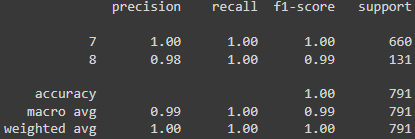 precision recall f1-score support
7 1.00 1.00 1.00 660
8 0.98 1.00 0.99 131
accuracy 1.00 791
macro avg 0.99 1.00 0.99 791
weighted avg 1.00 1.00 1.00 791